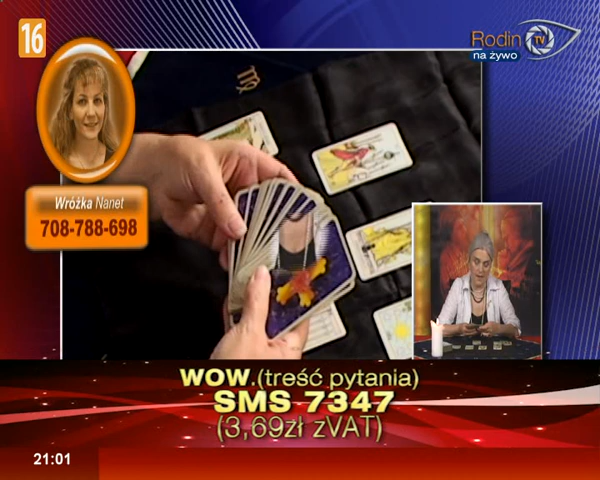 16
Rodin
TV
na żywo
Wróżka Nanet
708-788-698
WOW.(treść pytania)
SMS 7347
(3,69zł zVAT)
21:01